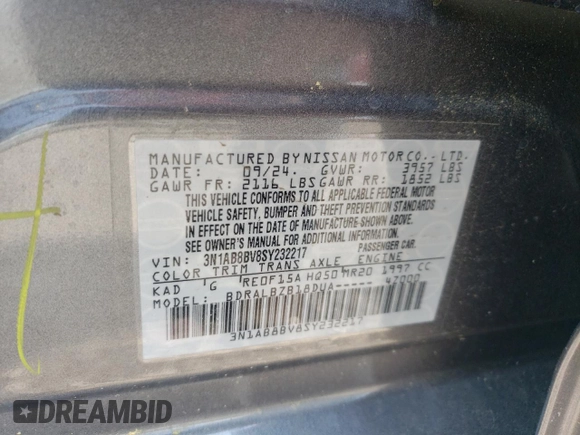 MANUFACTURED BY NISSAN MOTOR CO., LTD.
DATE: 09/24. GVWR: 3957 LBS
GAWR FR: 2116 LBS GAWR RR: 1852 LBS
THIS VEHICLE CONFORMS TO ALL APPLICABLE FEDERAL MOTOR
VEHICLE SAFETY, BUMPER AND THEFT PREVENTION STANDARDS
IN EFFECT ON THE DATE OF MANUFACTURE SHOWN ABOVE.
SEE OWNER'S MANUAL FOR ADDITIONAL INFORMATION.
VIN: 3N1AB8BV8SY232217 PASSENGER CAR.
COLOR TRIM TRANS AXLE ENGINE
KAD G RE0F15A HQ50 MR20 1997 CC
MODEL: BDRALBZB18DUA ----- 4Z000
3N1AB8BV8SY232217
DREAMBID